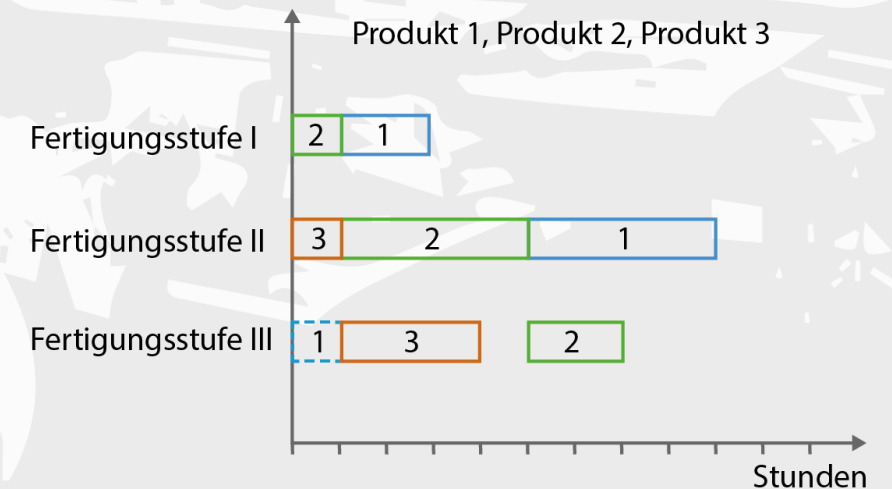 Produkt 1, Produkt 2, Produkt 3
Fertigungsstufe I
2 1
Fertigungsstufe II
3 2 1
Fertigungsstufe III
1 3 2
Stunden